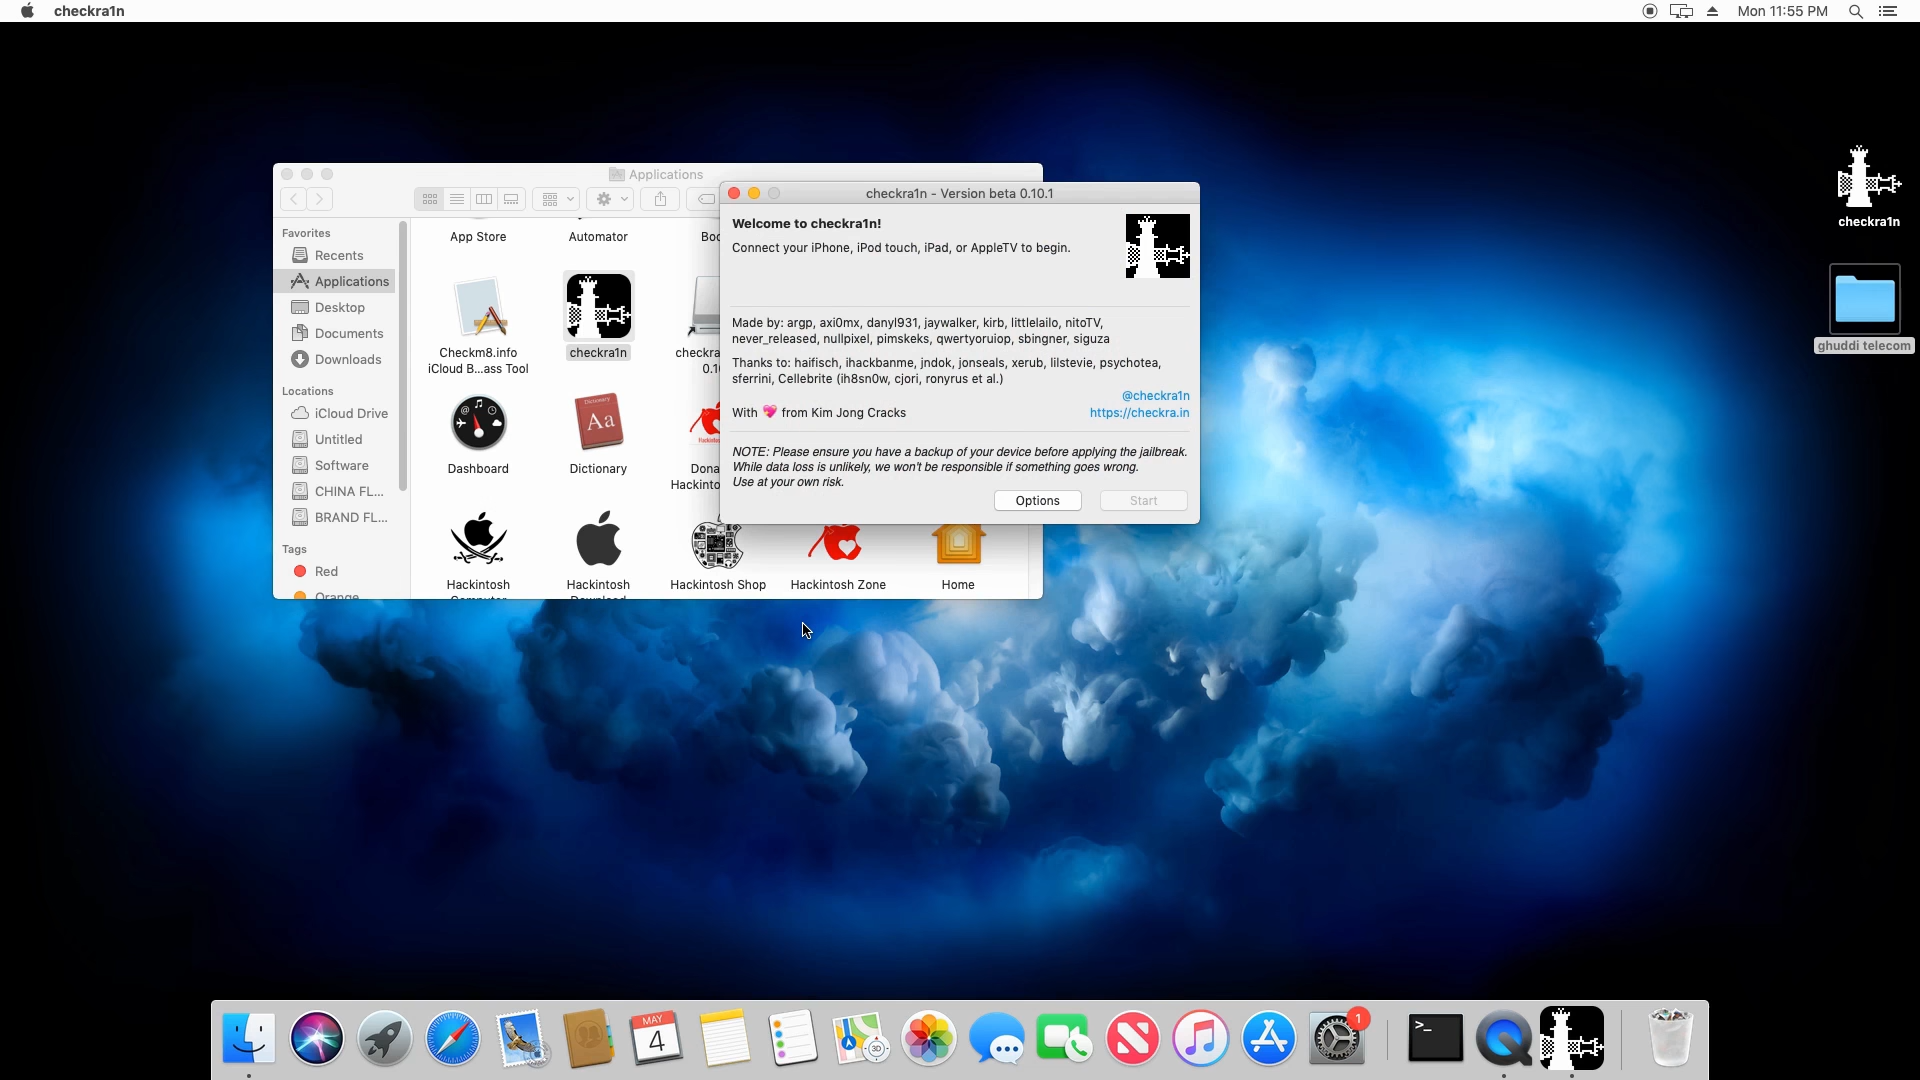 checkra1n
Mon 11:55 PM
Applications
Favorites
Recents
Applications
Desktop
Documents
Downloads
Locations
iCloud Drive
Untitled
Software
CHINA FL...
BRAND FL...
Tags
Red
Orange
App Store
Automator
Checkm8.info
iCloud B...ass Tool
checkra1n
Dashboard
Aa
Dictionary
Hackintosh
Hackintosh
Hackintosh Shop
Hackintosh Zone
Home
checkra1n - Version beta 0.10.1
Welcome to checkra1n!
Connect your iPhone, iPod touch, iPad, or AppleTV to begin.
Made by: argp, axi0mx, danyl931, jaywalker, kirb, littlelailo, nitoTV,
never_released, nullpixel, pimskeks, qwertyoruiop, sbingner, siguza
Thanks to: haifisch, ihackbanme, jndok, jonseals, xerub, lilstevie, psychotea,
sferrini, Cellebrite (ih8sn0w, cjori, ronyrus et al.)
@checkra1n
With 💖 from Kim Jong Cracks
https://checkra.in
NOTE: Please ensure you have a backup of your device before applying the jailbreak.
While data loss is unlikely, we won't be responsible if something goes wrong.
Use at your own risk.
Options
Start
checkra1n
ghuddi telecom
MAY
4
3D
1
>_